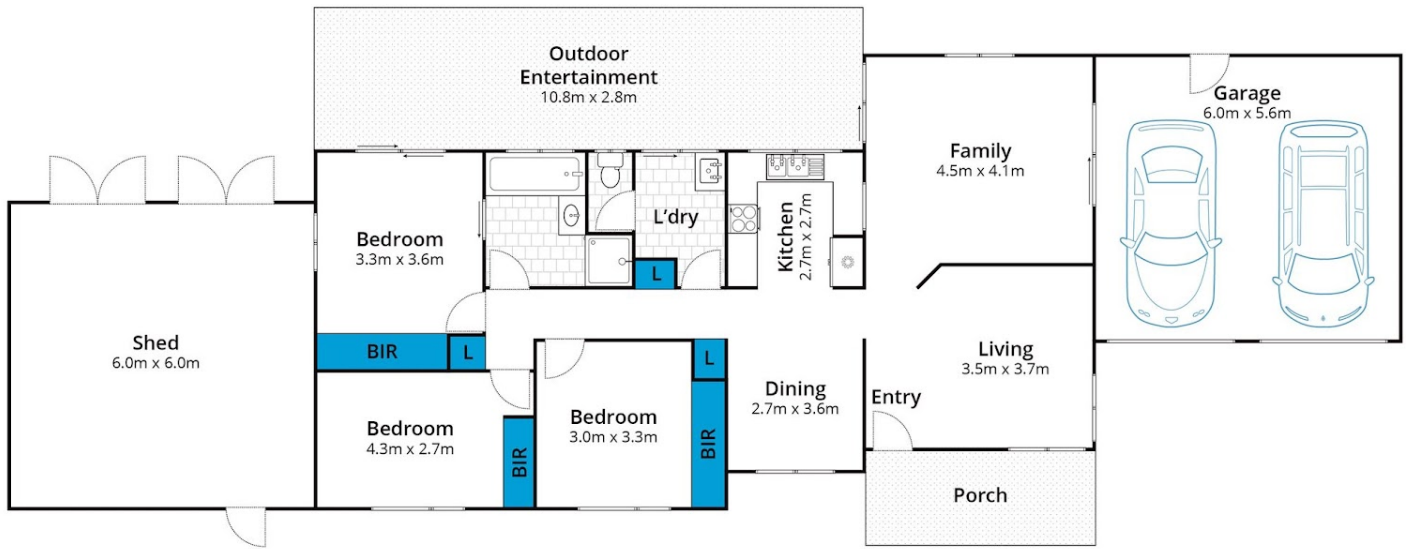 Outdoor
Entertainment
10.8m x 2.8m
Garage
6.0m x 5.6m
Family
4.5m x 4.1m
Bedroom
3.3m x 3.6m
L’dry
Kitchen
2.7m x 2.7m
L
Shed
6.0m x 6.0m
BIR
L
L
Living
3.5m x 3.7m
Dining
2.7m x 3.6m
Entry
Bedroom
4.3m x 2.7m
BIR
Bedroom
3.0m x 3.3m
BIR
Porch